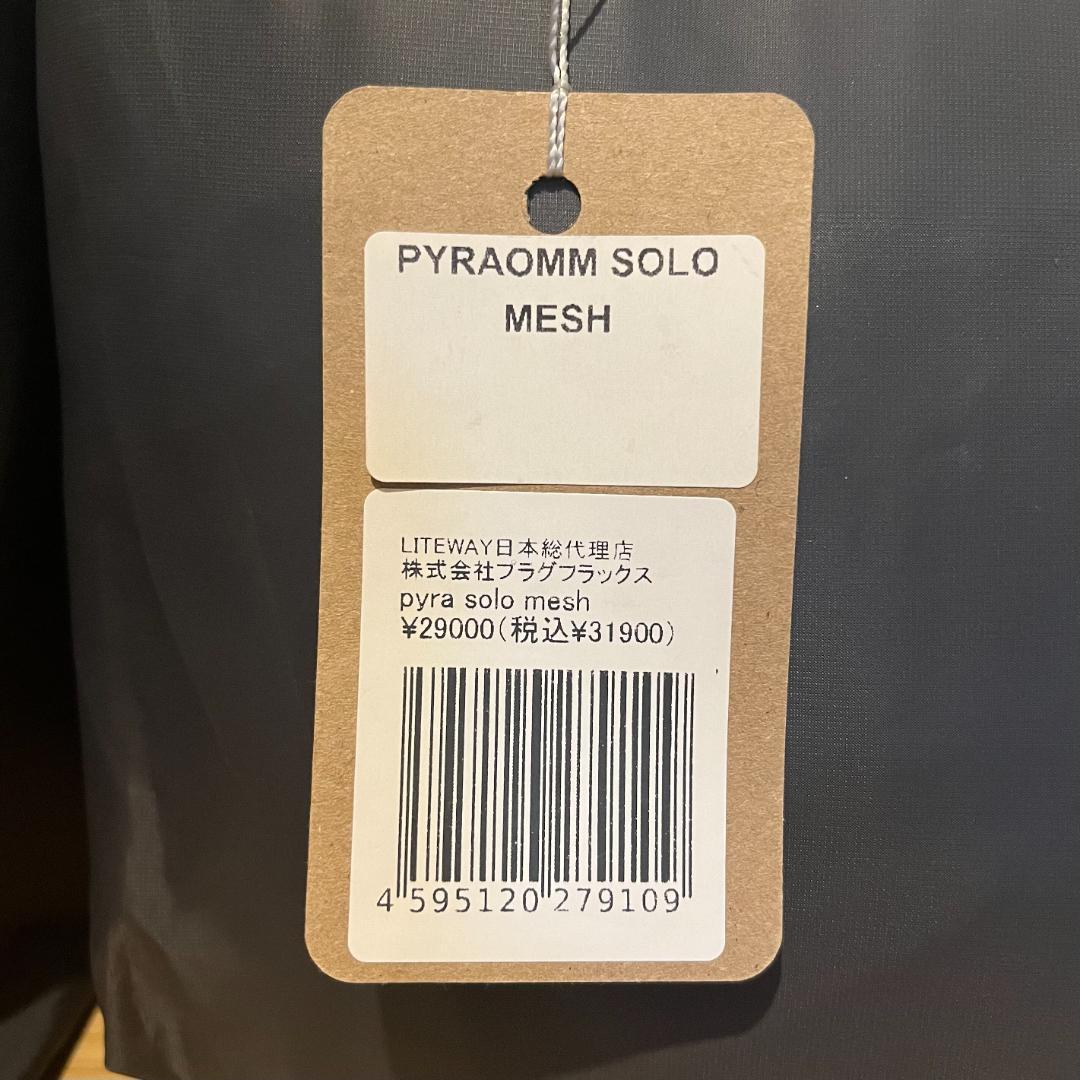 PYRAOMM SOLO
MESH
LITEWAY日本総代理店
株式会社フラグフラックス
pyra solo mesh
¥29000(税込¥31900)
4 595120 279109